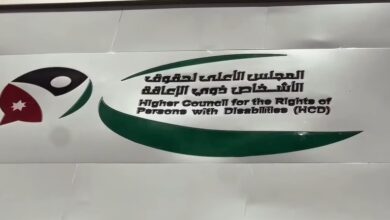 المجلس الأعلى لحقوق
الأشخاص ذوي الإعاقة
Higher Council for the Rights of
Persons with Disabilities (HCD)